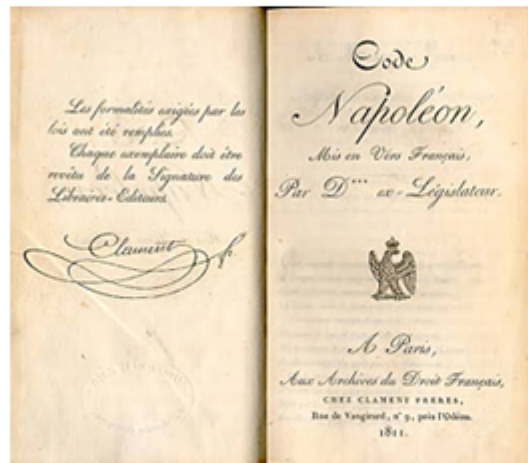 Les formalités exigées par les
lois ont été remplies.
Chaque exemplaire doit être
revêtu de la Signature des
Libraires-Editeurs.
Clament f.
Code
Napoléon,
Mis en Vers Français,
Par D*** ex-Législateur.
A Paris,
Aux Archives du Droit Français,
CHEZ CLAMENT FRERES,
Rue de Vaugirard, n° 9, près l'Odéon.
1811.